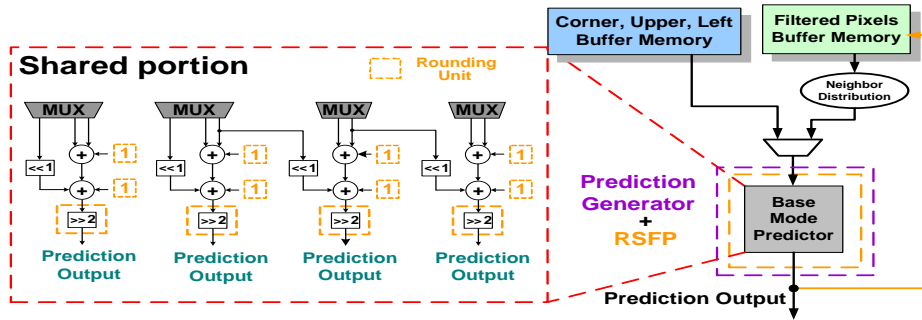 Corner, Upper, Left
Buffer Memory
Filtered Pixels
Buffer Memory
Shared portion
Rounding
Unit
Neighbor
Distribution
MUX MUX MUX MUX
<<1 + 1 <<1 + 1 <<1 + 1 <<1 + 1
+ 1 + 1 + 1 + 1
>>2 >>2 >>2 >>2
Prediction
Output
Prediction
Output
Prediction
Output
Prediction
Output
Prediction
Generator
+
RSFP
Base
Mode
Predictor
Prediction Output